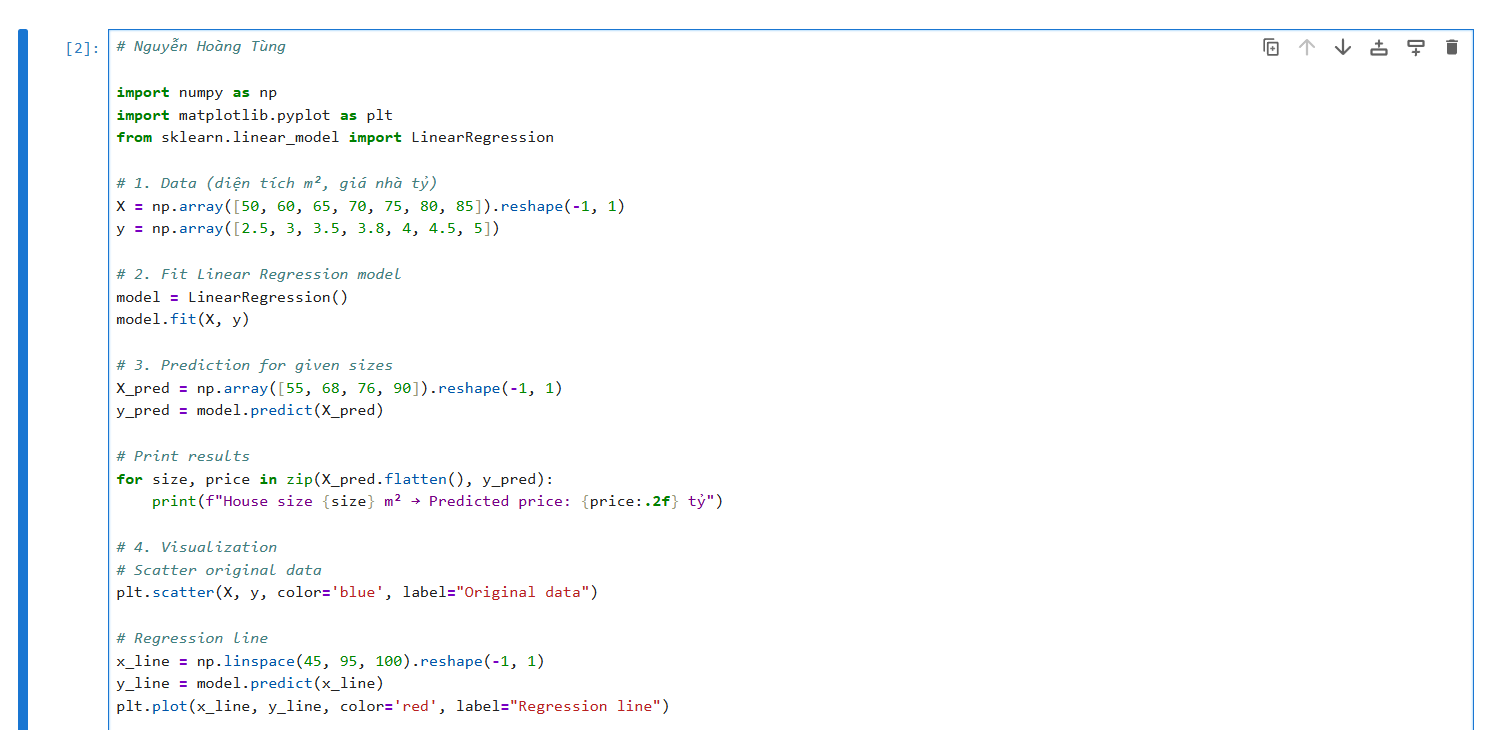 [2]: # Nguyễn Hoàng Tùng
import numpy as np
import matplotlib.pyplot as plt
from sklearn.linear_model import LinearRegression
# 1. Data (diện tích m², giá nhà tỷ)
X = np.array([50, 60, 65, 70, 75, 80, 85]).reshape(-1, 1)
y = np.array([2.5, 3, 3.5, 3.8, 4, 4.5, 5])
# 2. Fit Linear Regression model
model = LinearRegression()
model.fit(X, y)
# 3. Prediction for given sizes
X_pred = np.array([55, 68, 76, 90]).reshape(-1, 1)
y_pred = model.predict(X_pred)
# Print results
for size, price in zip(X_pred.flatten(), y_pred):
    print(f"House size {size} m² → Predicted price: {price:.2f} tỷ")
# 4. Visualization
# Scatter original data
plt.scatter(X, y, color='blue', label="Original data")
# Regression line
x_line = np.linspace(45, 95, 100).reshape(-1, 1)
y_line = model.predict(x_line)
plt.plot(x_line, y_line, color='red', label="Regression line")